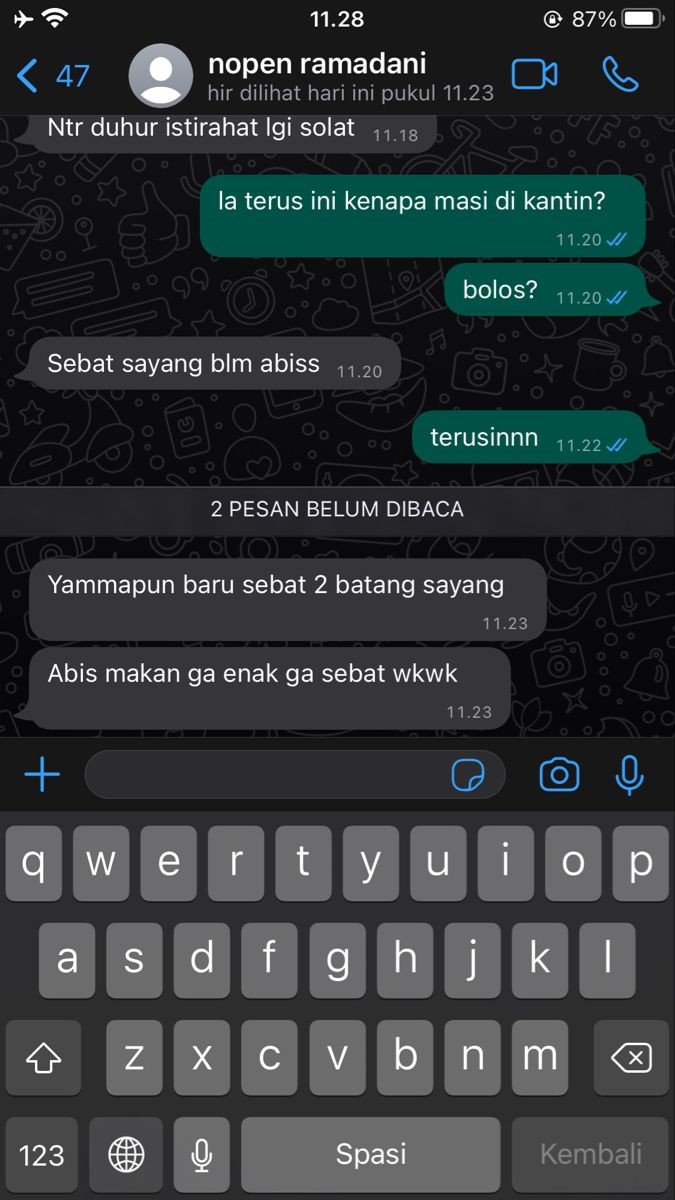 11.28
87%
47
nopen ramadani
hir dilihat hari ini pukul 11.23
Ntr duhur istirahat lgi solat 11.18
Ia terus ini kenapa masi di kantin?
11.20
bolos? 11.20
Sebat sayang blm abiss 11.20
terusinnn 11.22
2 PESAN BELUM DIBACA
Yammapun baru sebat 2 batang sayang
11.23
Abis makan ga enak ga sebat wkwk
11.23
q w e r t y u i o p
a s d f g h j k l
z x c v b n m
123 Spasi Kembali